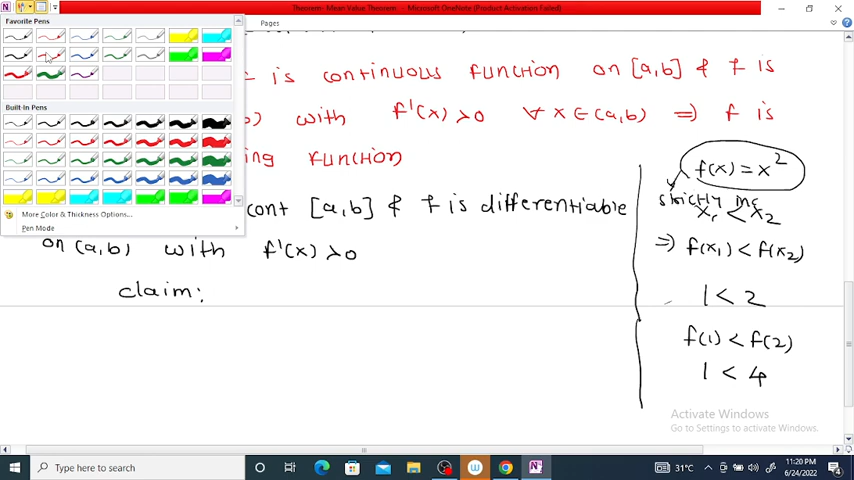 Theorem- Mean Value Theorem - Microsoft OneNote (Product Activation Failed)
Favorite Pens
Pages
f is continuous function on [a,b] & f is
) with f'(x) >0 ∀ x ∈ (a,b) ⇒ f is
Built-In Pens
ing function
cont [a,b] & f is differentiable
on (a,b) with f'(x) >0
claim:
More Color & Thickness Options...
Pen Mode
f(x) = x²
strictly inc
x₁ < x₂
⇒ f(x₁) < f(x₂)
1 < 2
f(1) < f(2)
1 < 4
Activate Windows
Go to Settings to activate Windows.
Type here to search
31°C
11:20 PM
6/24/2022